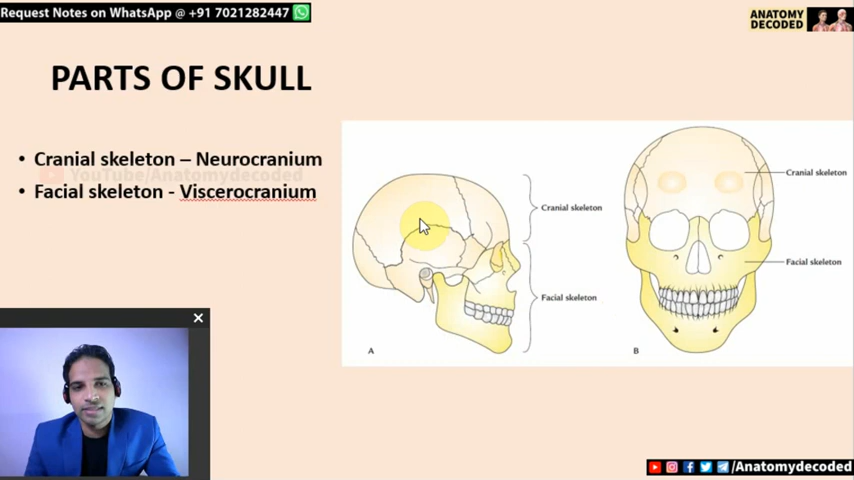 Request Notes on WhatsApp @ +91 7021282447
ANATOMY
DECODED
PARTS OF SKULL
• Cranial skeleton – Neurocranium
YouTube/Anatomydecoded
• Facial skeleton - Viscerocranium
Cranial skeleton
Facial skeleton
A
Cranial skeleton
Facial skeleton
B
/Anatomydecoded